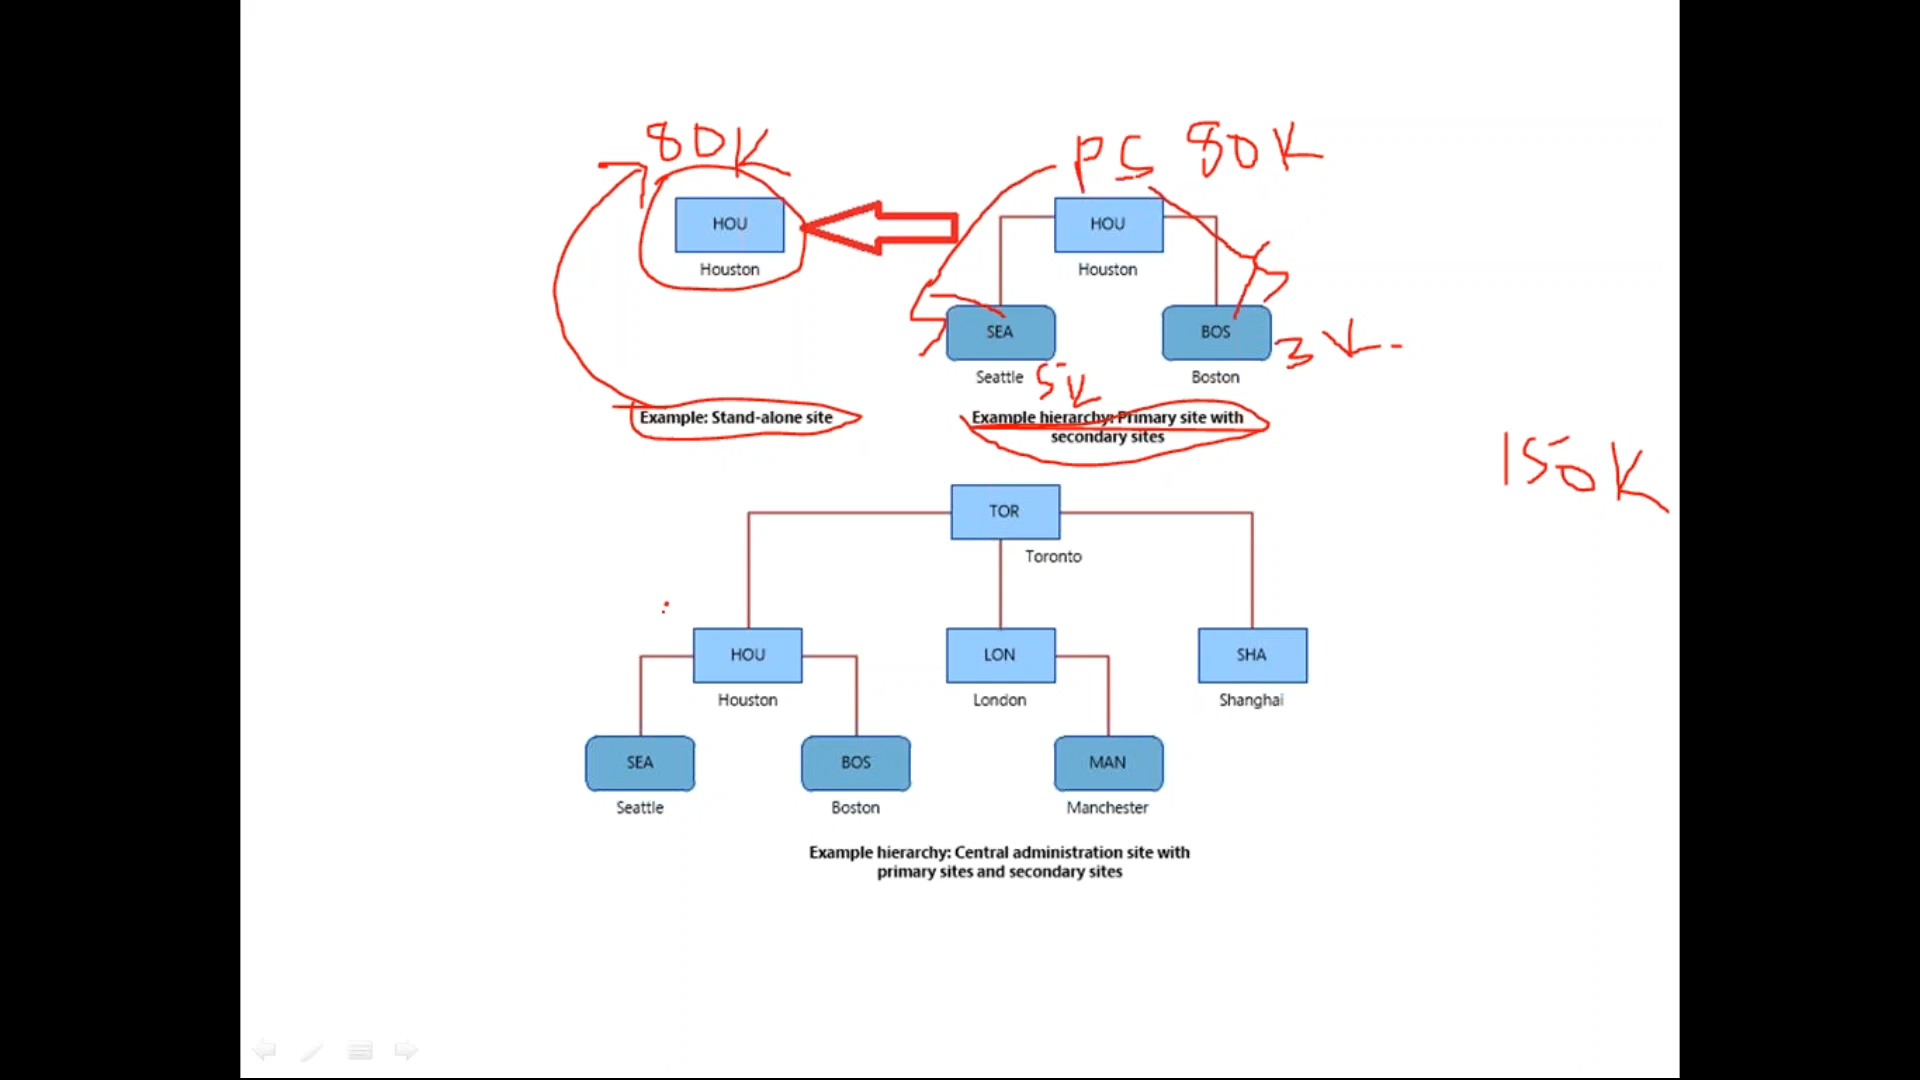 80K
PS 80K
HOU
Houston
HOU
Houston
SEA
Seattle
5K
BOS
Boston
3K
Example: Stand-alone site
Example hierarchy: Primary site with
secondary sites
150K
TOR
Toronto
HOU
Houston
LON
London
SHA
Shanghai
SEA
Seattle
BOS
Boston
MAN
Manchester
Example hierarchy: Central administration site with
primary sites and secondary sites